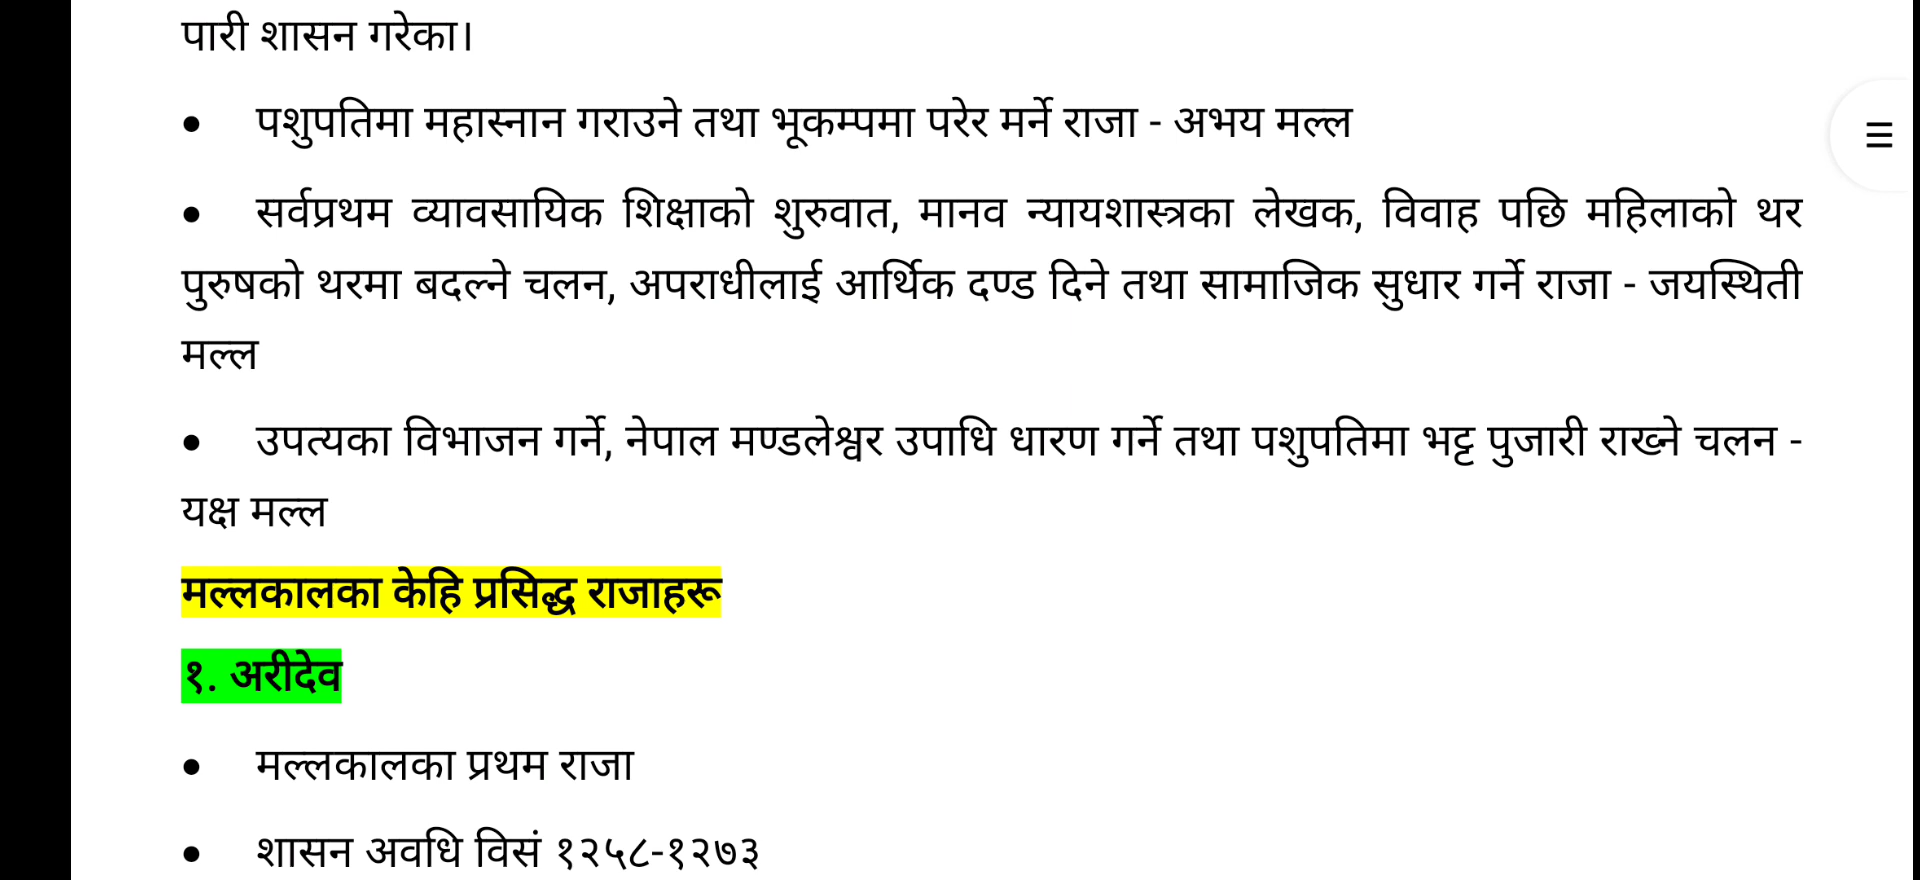 पारी शासन गरेका।
• पशुपतिमा महास्नान गराउने तथा भूकम्पमा परेर मर्ने राजा - अभय मल्ल
• सर्वप्रथम व्यावसायिक शिक्षाको शुरुवात, मानव न्यायशास्त्रका लेखक, विवाह पछि महिलाको थर
पुरुषको थरमा बदल्ने चलन, अपराधीलाई आर्थिक दण्ड दिने तथा सामाजिक सुधार गर्ने राजा - जयस्थिती
मल्ल
• उपत्यका विभाजन गर्ने, नेपाल मण्डलेश्वर उपाधि धारण गर्ने तथा पशुपतिमा भट्ट पुजारी राख्ने चलन -
यक्ष मल्ल
मल्लकालका केहि प्रसिद्ध राजाहरू
१. अरीदेव
• मल्लकालका प्रथम राजा
• शासन अवधि विसं १२५८-१२७३